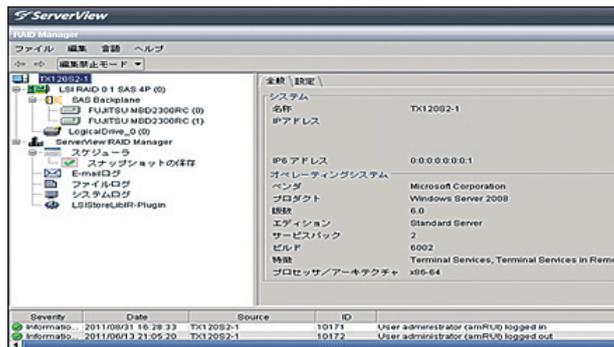 ServerView
RAID Manager
ファイル 編集 言語 ヘルプ
編集禁止モード
TX120S2-1
LSI RAID 0 1 SAS 4P (0)
SAS Backplane
FUJITSU MBD2300RC (0)
FUJITSU MBD2300RC (1)
LogicalDrive_0 (0)
ServerView RAID Manager
スケジューラ
スナップショットの保存
E-mailログ
ファイルログ
システムログ
LSIStoreLibIR-Plugin
全般 設定
システム
名称 TX120S2-1
IPアドレス
IP6 アドレス 0:0:0:0:0:0:0:1
オペレーティングシステム
ベンダ Microsoft Corporation
プロダクト Windows Server 2008
版数 6.0
エディション Standard Server
サービスパック 2
ビルド 6002
特徴 Terminal Services, Terminal Services in Remo
プロセッサ/アーキテクチャ x86-64
Severity Date Source ID
Informatio... 2011/08/31 16:28:33 TX120S2-1 10171 User administrator (amRUI) logged in
Informatio... 2011/06/13 21:05:20 TX120S2-1 10172 User administrator (amRUI) logged out